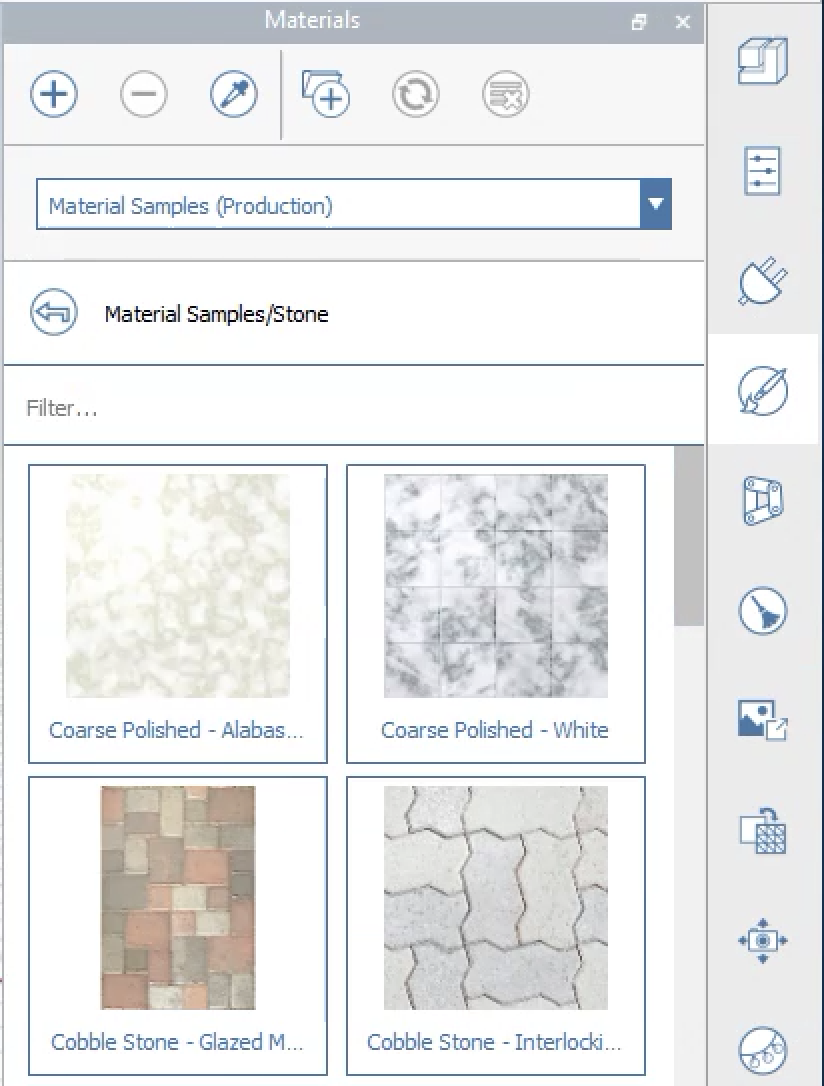 Materials
Material Samples (Production)
Material Samples/Stone
Filter...
Coarse Polished - Alabas...
Coarse Polished - White
Cobble Stone - Glazed M...
Cobble Stone - Interlocki...